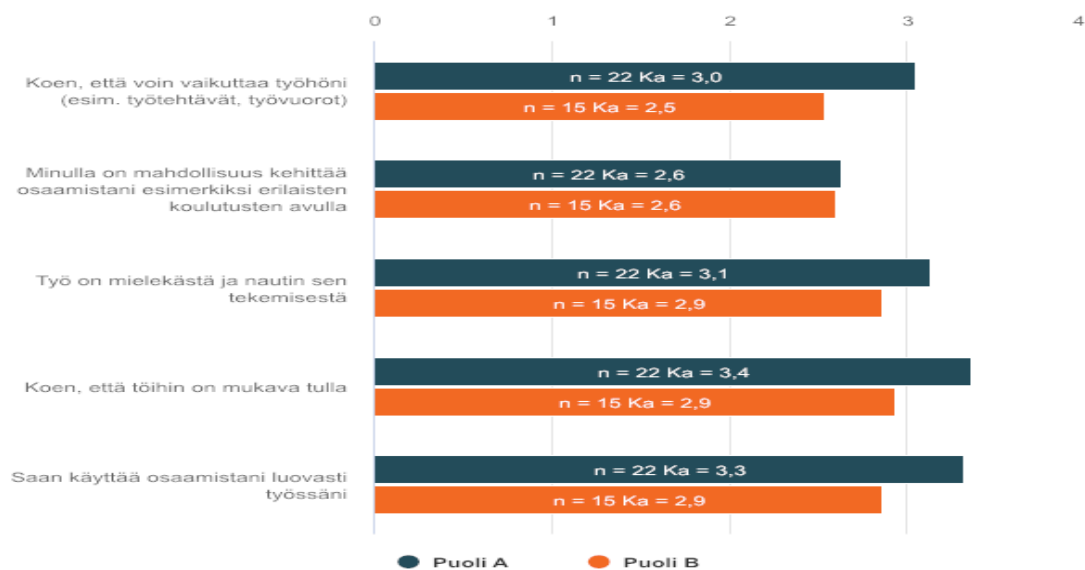 0 1 2 3 4
Koen, että voin vaikuttaa työhöni
(esim. työtehtävät, työvuorot)
n = 22 Ka = 3,0
n = 15 Ka = 2,5
Minulla on mahdollisuus kehittää
osaamistani esimerkiksi erilaisten
koulutusten avulla
n = 22 Ka = 2,6
n = 15 Ka = 2,6
Työ on mielekästä ja nautin sen
tekemisestä
n = 22 Ka = 3,1
n = 15 Ka = 2,9
Koen, että töihin on mukava tulla
n = 22 Ka = 3,4
n = 15 Ka = 2,9
Saan käyttää osaamistani luovasti
työssäni
n = 22 Ka = 3,3
n = 15 Ka = 2,9
Puoli A Puoli B